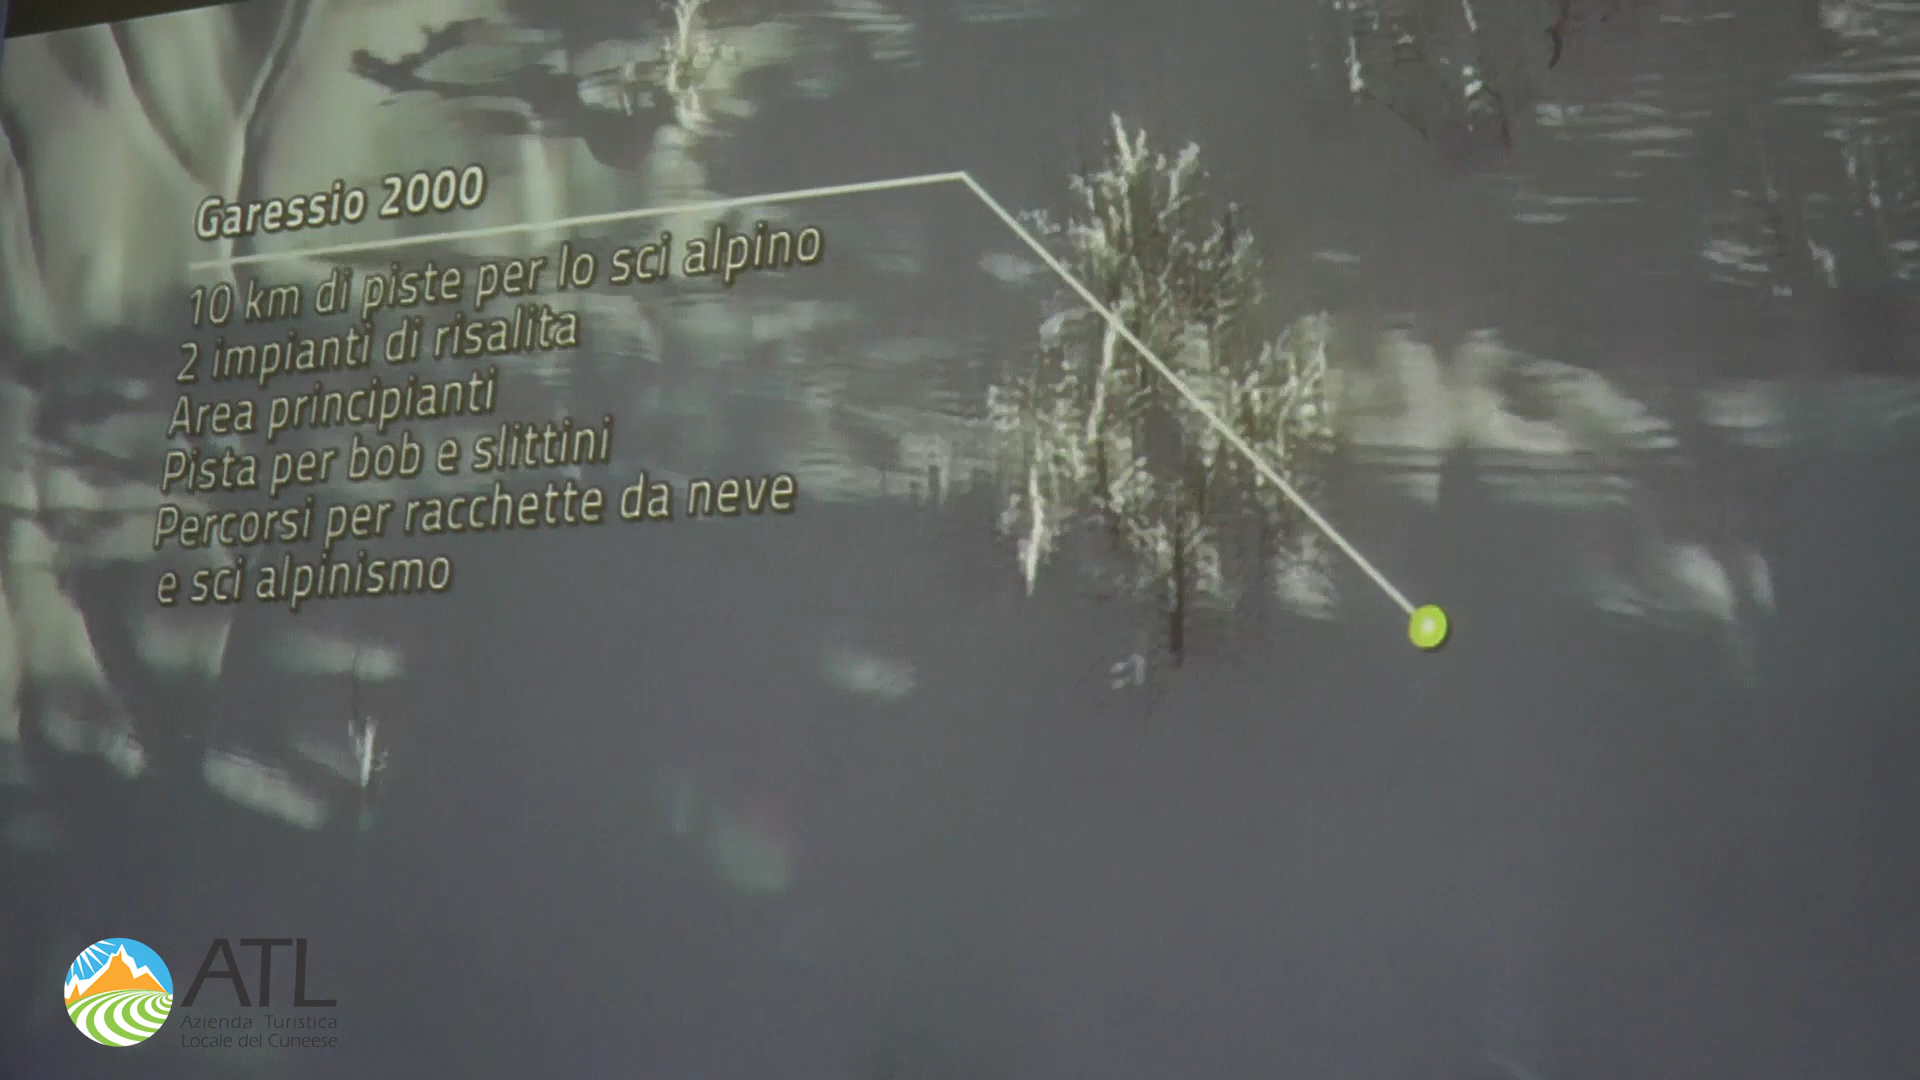 Garessio 2000
10 km di piste per lo sci alpino
2 impianti di risalita
Area principianti
Pista per bob e slittini
Percorsi per racchette da neve
e sci alpinismo
ATL
Azienda Turistica
Locale del Cuneese